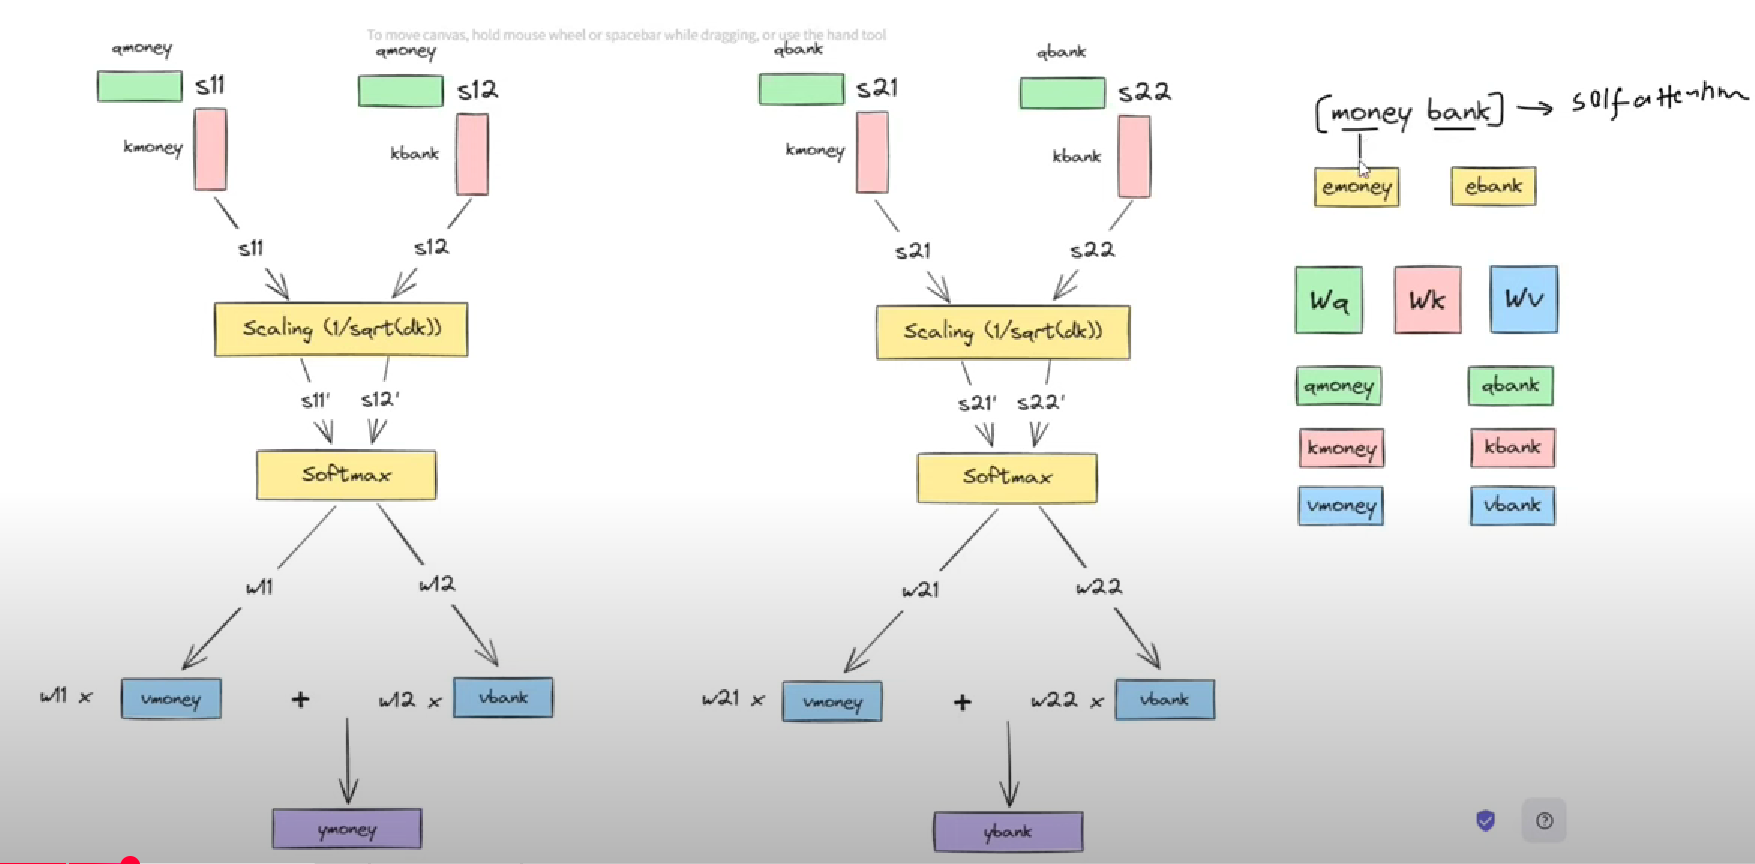 To move canvas, hold mouse wheel or spacebar while dragging, or use the hand tool
qmoney
s11
kmoney
qmoney
s12
kbank
s11
s12
Scaling (1/sqrt(dk))
s11'
s12'
Softmax
w11
w12
w11 x
vmoney
+
w12 x
vbank
ymoney
qbank
s21
kmoney
qbank
s22
kbank
s21
s22
Scaling (1/sqrt(dk))
s21'
s22'
Softmax
w21
w22
w21 x
vmoney
+
w22 x
vbank
ybank
[money bank] → self attention
emoney
ebank
Wq
Wk
Wv
qmoney
qbank
kmoney
kbank
vmoney
vbank